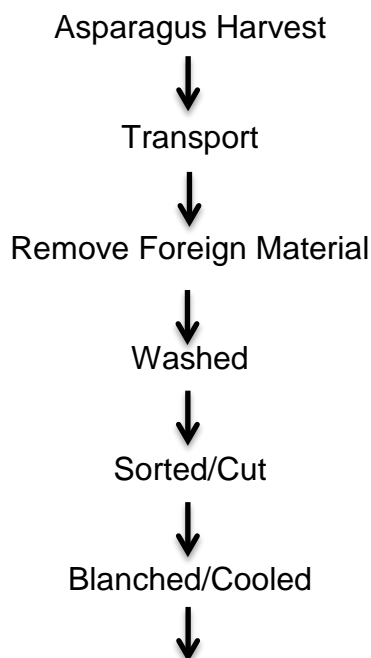 Asparagus Harvest
Transport
Remove Foreign Material
Washed
Sorted/Cut
Blanched/Cooled